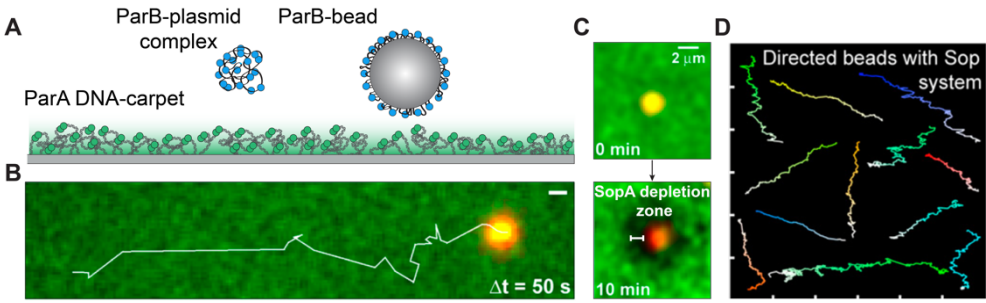 A
ParB-plasmid
complex
ParB-bead
ParA DNA-carpet
B
Δt = 50 s
C
2 μm
0 min
SopA depletion
zone
10 min
D
Directed beads with Sop
system